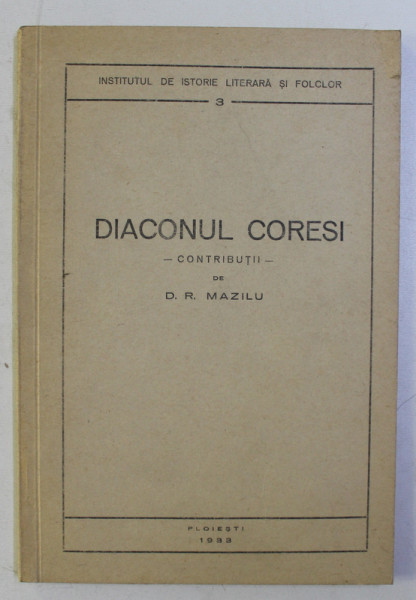 INSTITUTUL DE ISTORIE LITERARĂ ȘI FOLCLOR
3
DIACONUL CORESI
— CONTRIBUȚII —
DE
D. R. MAZILU
PLOIEȘTI
1933